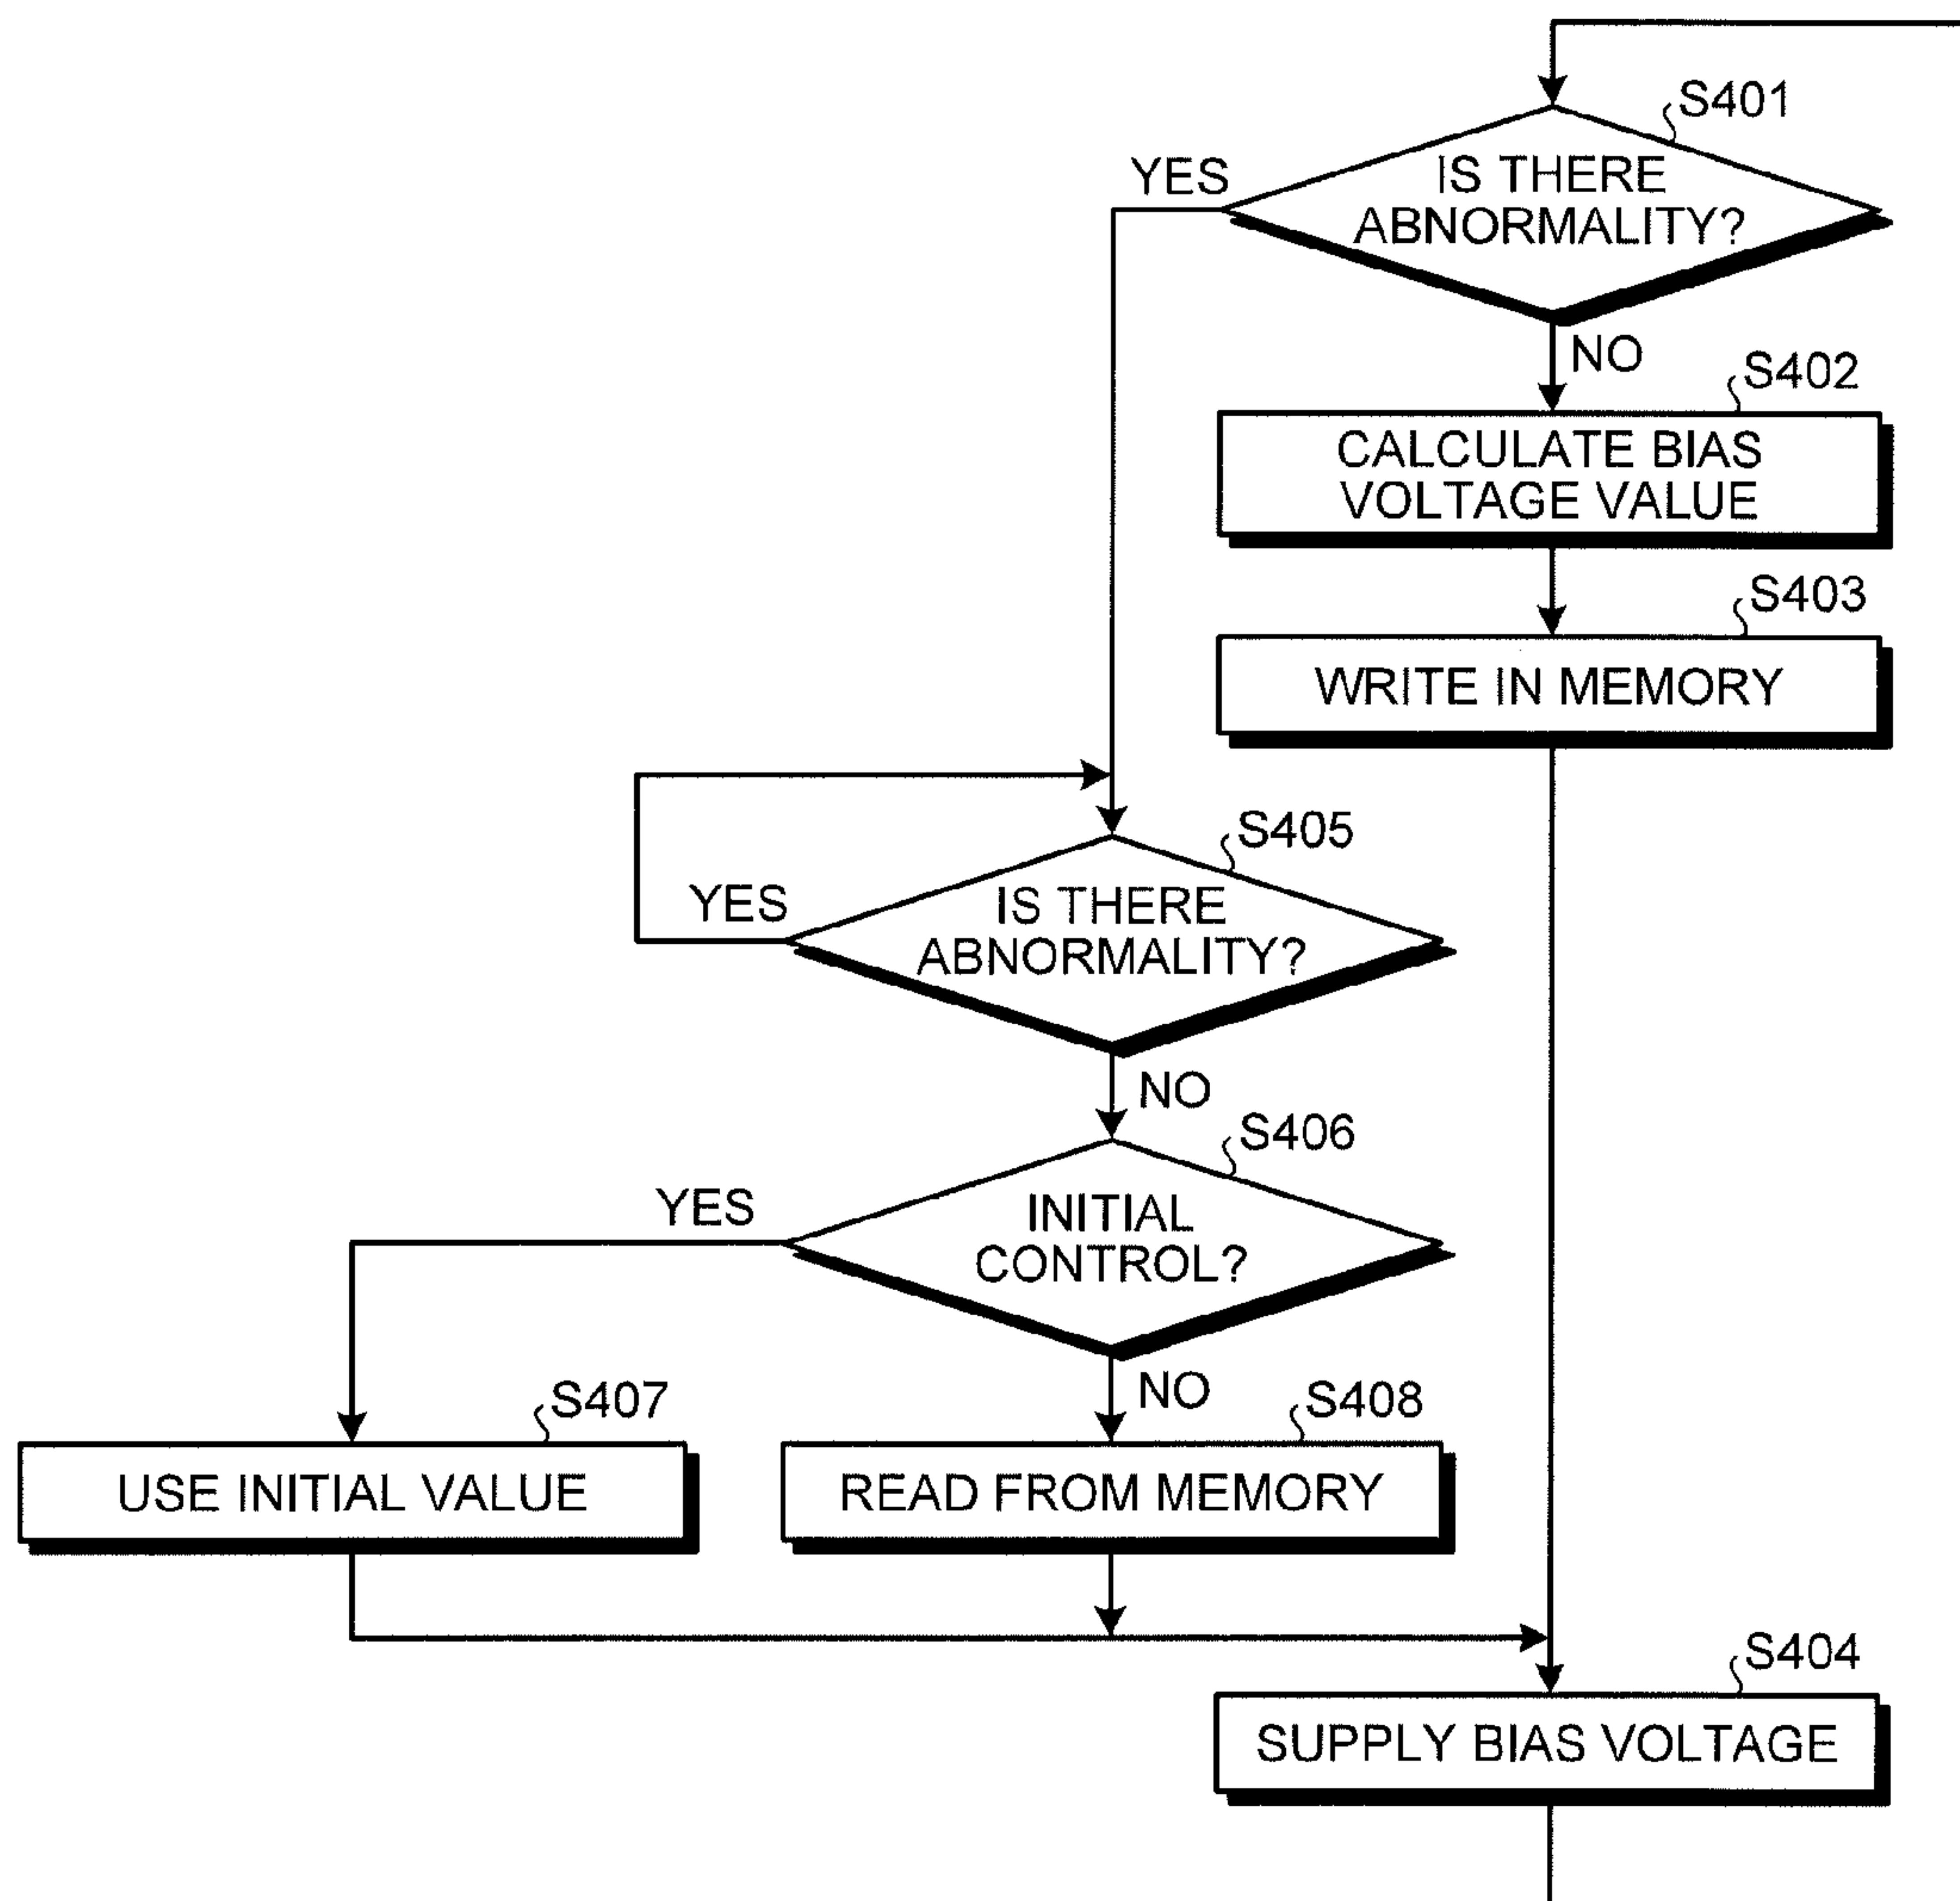 S401
YES
IS THERE
ABNORMALITY?
NO
S402
CALCULATE BIAS
VOLTAGE VALUE
S403
WRITE IN MEMORY
S405
YES
IS THERE
ABNORMALITY?
NO
S406
YES
INITIAL
CONTROL?
NO
S407
S408
USE INITIAL VALUE
READ FROM MEMORY
S404
SUPPLY BIAS VOLTAGE